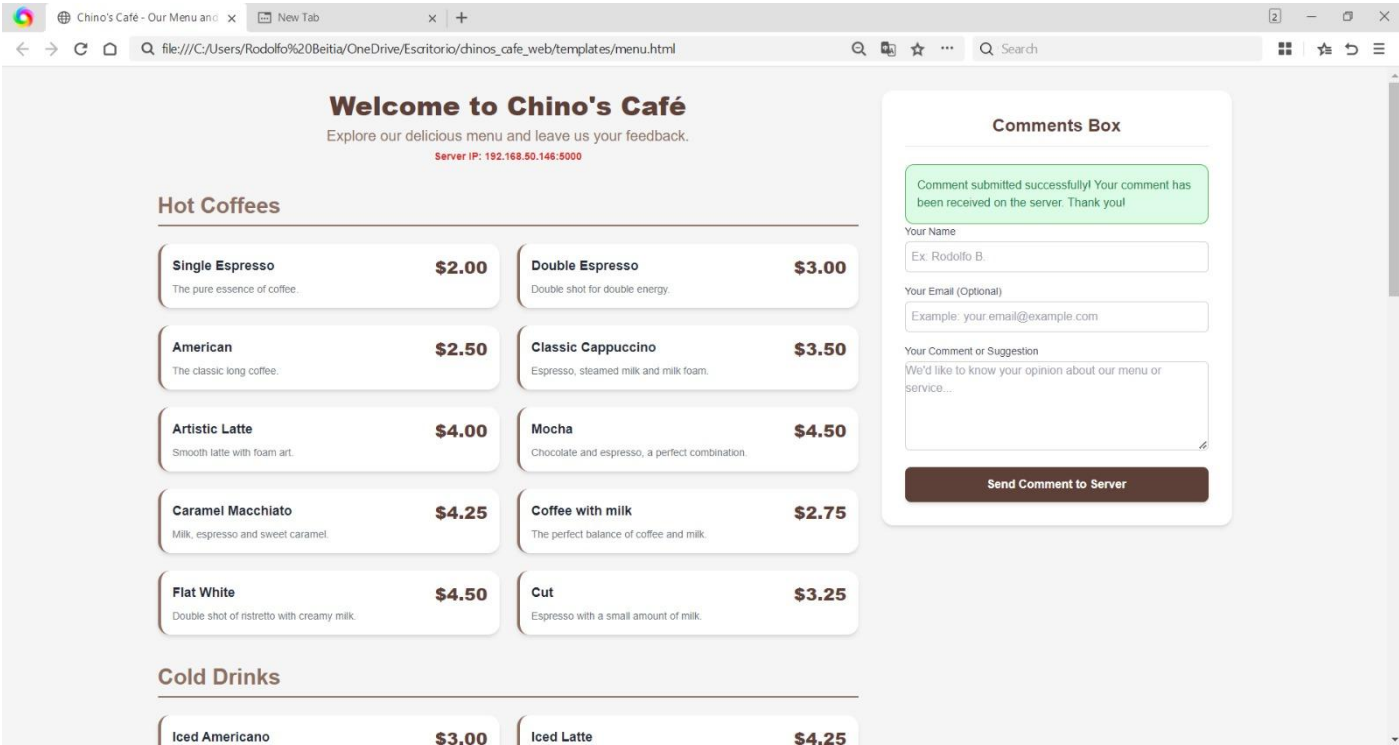 Chino's Café - Our Menu and
New Tab
2
file:///C:/Users/Rodolfo%20Beitia/OneDrive/Escritorio/chinos_cafe_web/templates/menu.html
Search
Welcome to Chino's Café
Explore our delicious menu and leave us your feedback.
Server IP: 192.168.50.146:5000
Hot Coffees
Single Espresso
$2.00
The pure essence of coffee.
Double Espresso
$3.00
Double shot for double energy.
American
$2.50
The classic long coffee.
Classic Cappuccino
$3.50
Espresso, steamed milk and milk foam.
Artistic Latte
$4.00
Smooth latte with foam art.
Mocha
$4.50
Chocolate and espresso, a perfect combination.
Caramel Macchiato
$4.25
Milk, espresso and sweet caramel.
Coffee with milk
$2.75
The perfect balance of coffee and milk.
Flat White
$4.50
Double shot of ristretto with creamy milk.
Cut
$3.25
Espresso with a small amount of milk.
Cold Drinks
Iced Americano
$3.00
Iced Latte
$4.25
Comments Box
Comment submitted successfully! Your comment has
been received on the server. Thank you!
Your Name
Ex: Rodolfo B.
Your Email (Optional)
Example: your.email@example.com
Your Comment or Suggestion
We'd like to know your opinion about our menu or
service...
Send Comment to Server